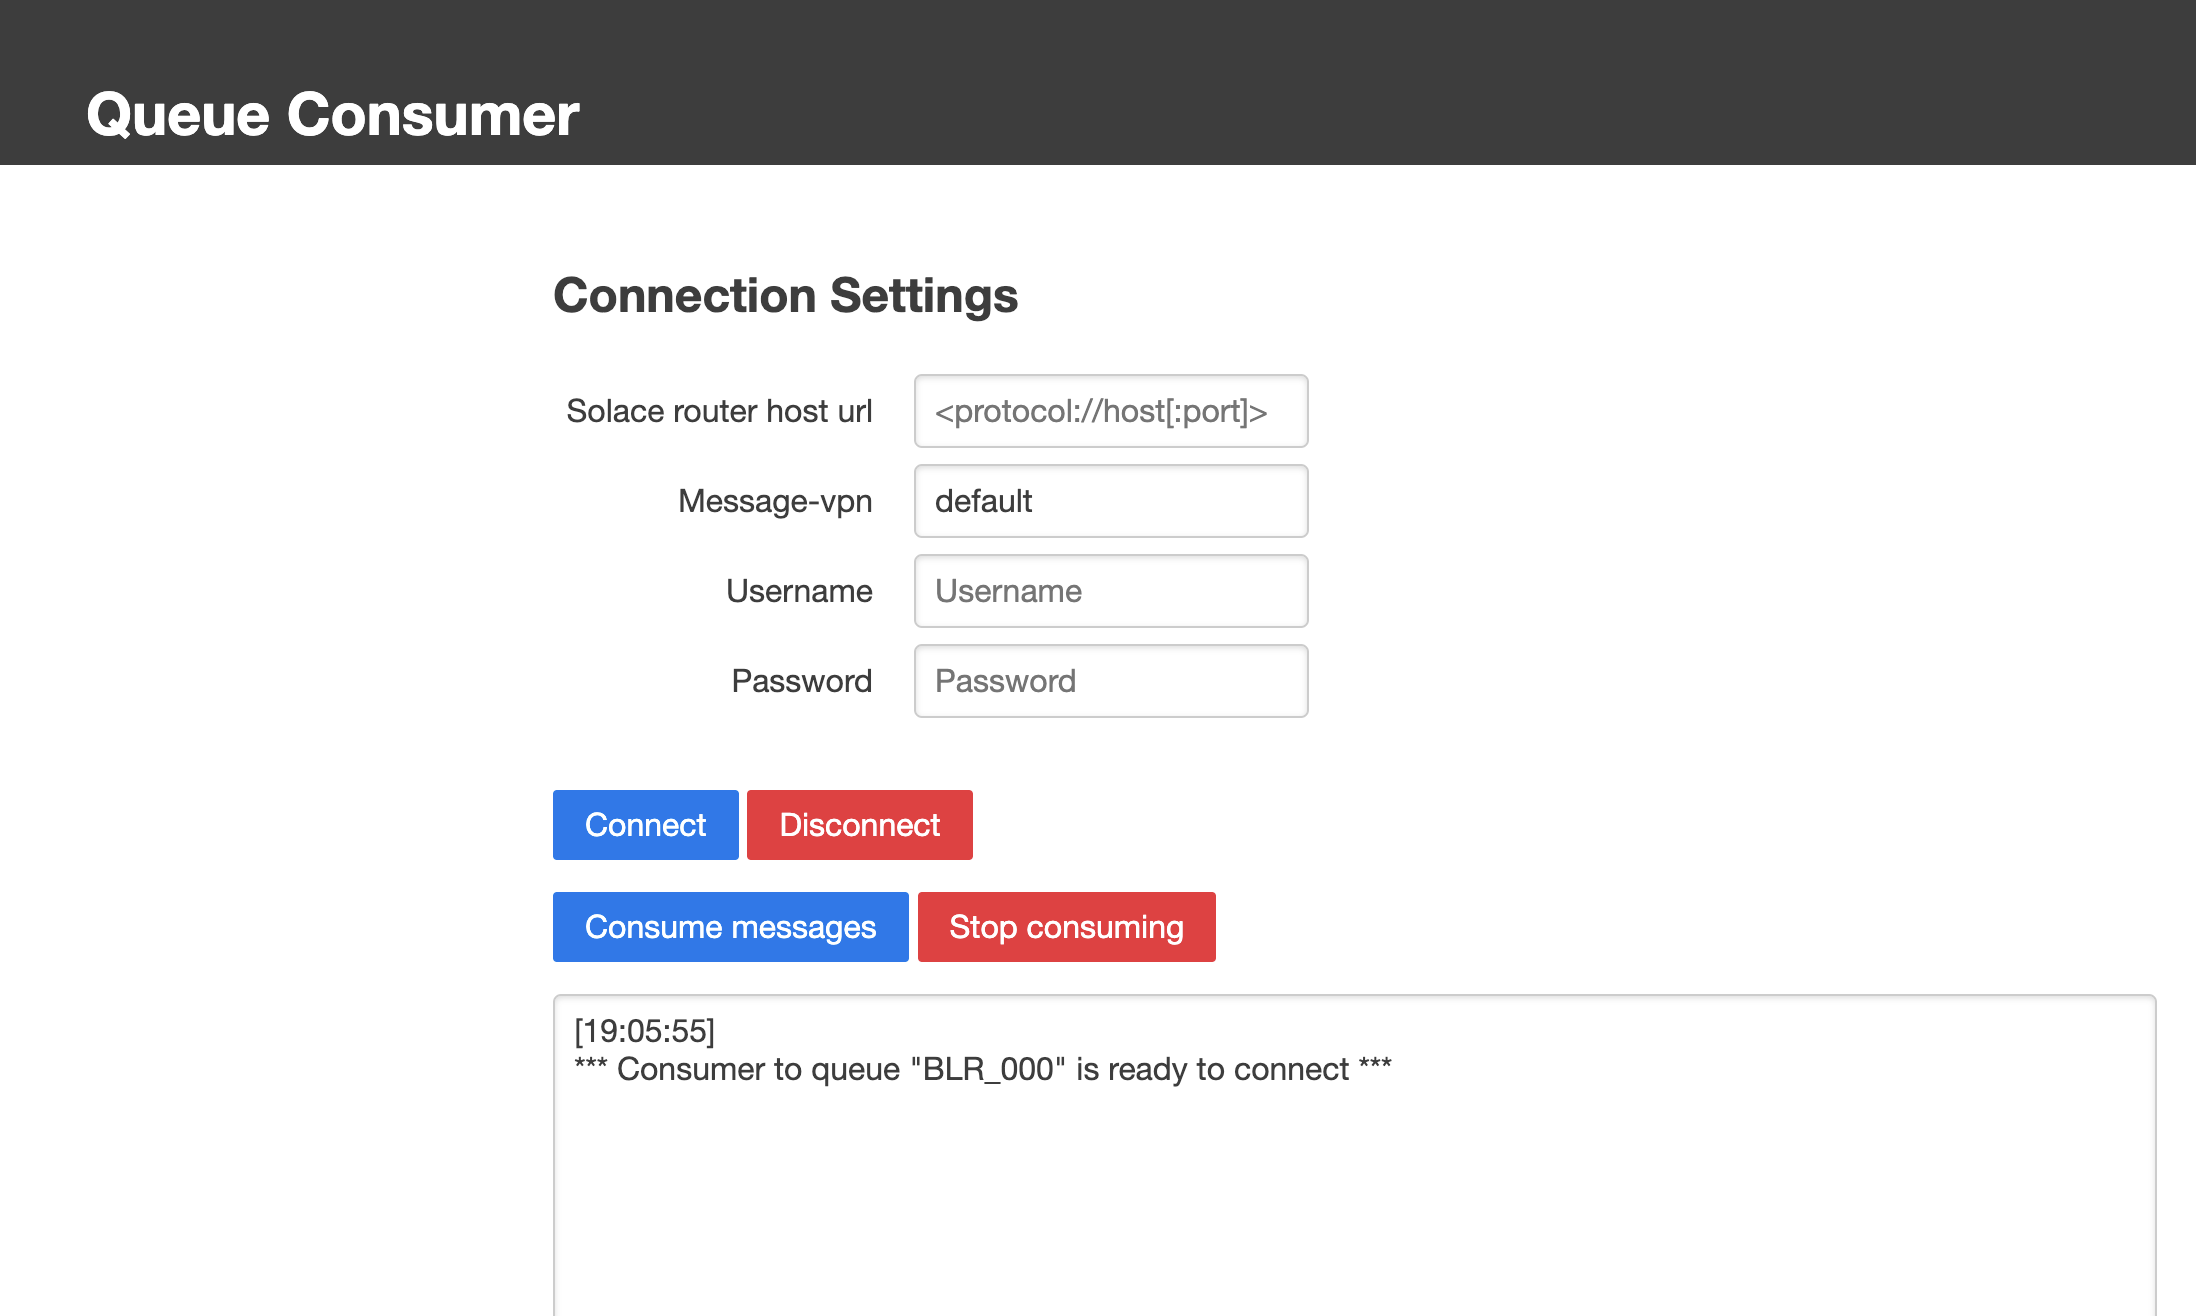 Queue Consumer
Connection Settings
Solace router host url <protocol://host[:port]>
Message-vpn default
Username Username
Password Password
Connect Disconnect
Consume messages Stop consuming
[19:05:55]
*** Consumer to queue "BLR_000" is ready to connect ***